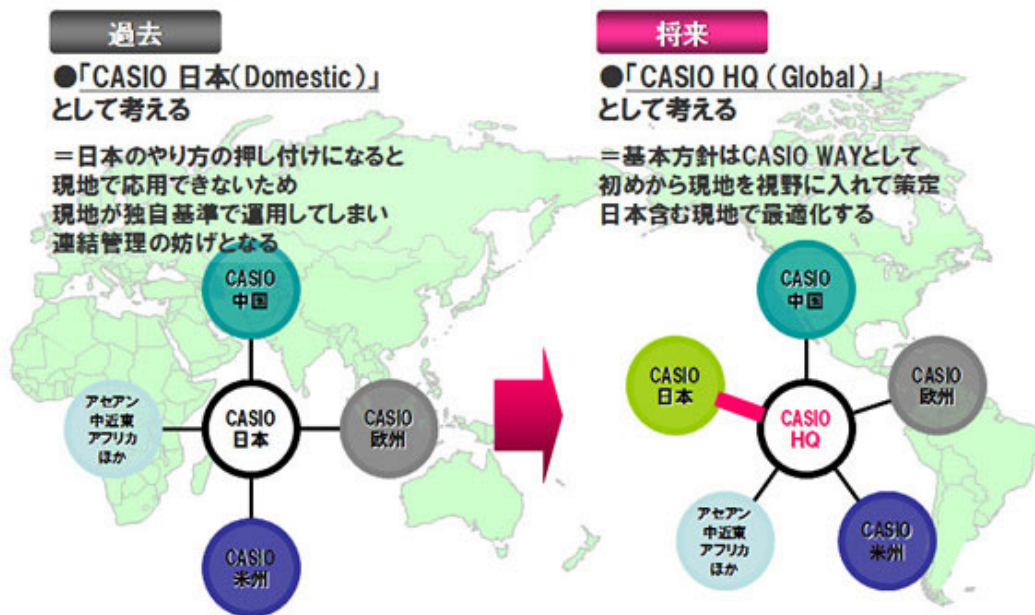 過去
●「CASIO 日本(Domestic)」
として考える
＝日本のやり方の押し付けになると
現地で応用できないため
現地が独自基準で運用してしまい
連結管理の妨げとなる
CASIO
中国
アセアン
中近東
アフリカ
ほか
CASIO
日本
CASIO
欧州
CASIO
米州
将来
●「CASIO HQ(Global)」
として考える
＝基本方針はCASIO WAYとして
初めから現地を視野に入れて策定
日本含む現地で最適化する
CASIO
中国
CASIO
日本
CASIO
欧州
CASIO
HQ
アセアン
中近東
アフリカ
ほか
CASIO
米州